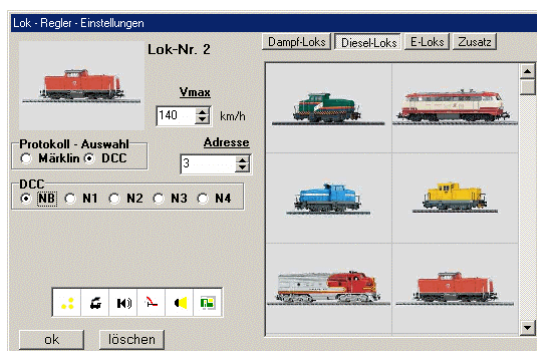 Lok - Regler - Einstellungen
Lok-Nr. 2
Dampf-Loks Diesel-Loks E-Loks Zusatz
Vmax
140 km/h
Protokoll - Auswahl
Märklin DCC
Adresse
3
DCC
NB N1 N2 N3 N4
ok löschen